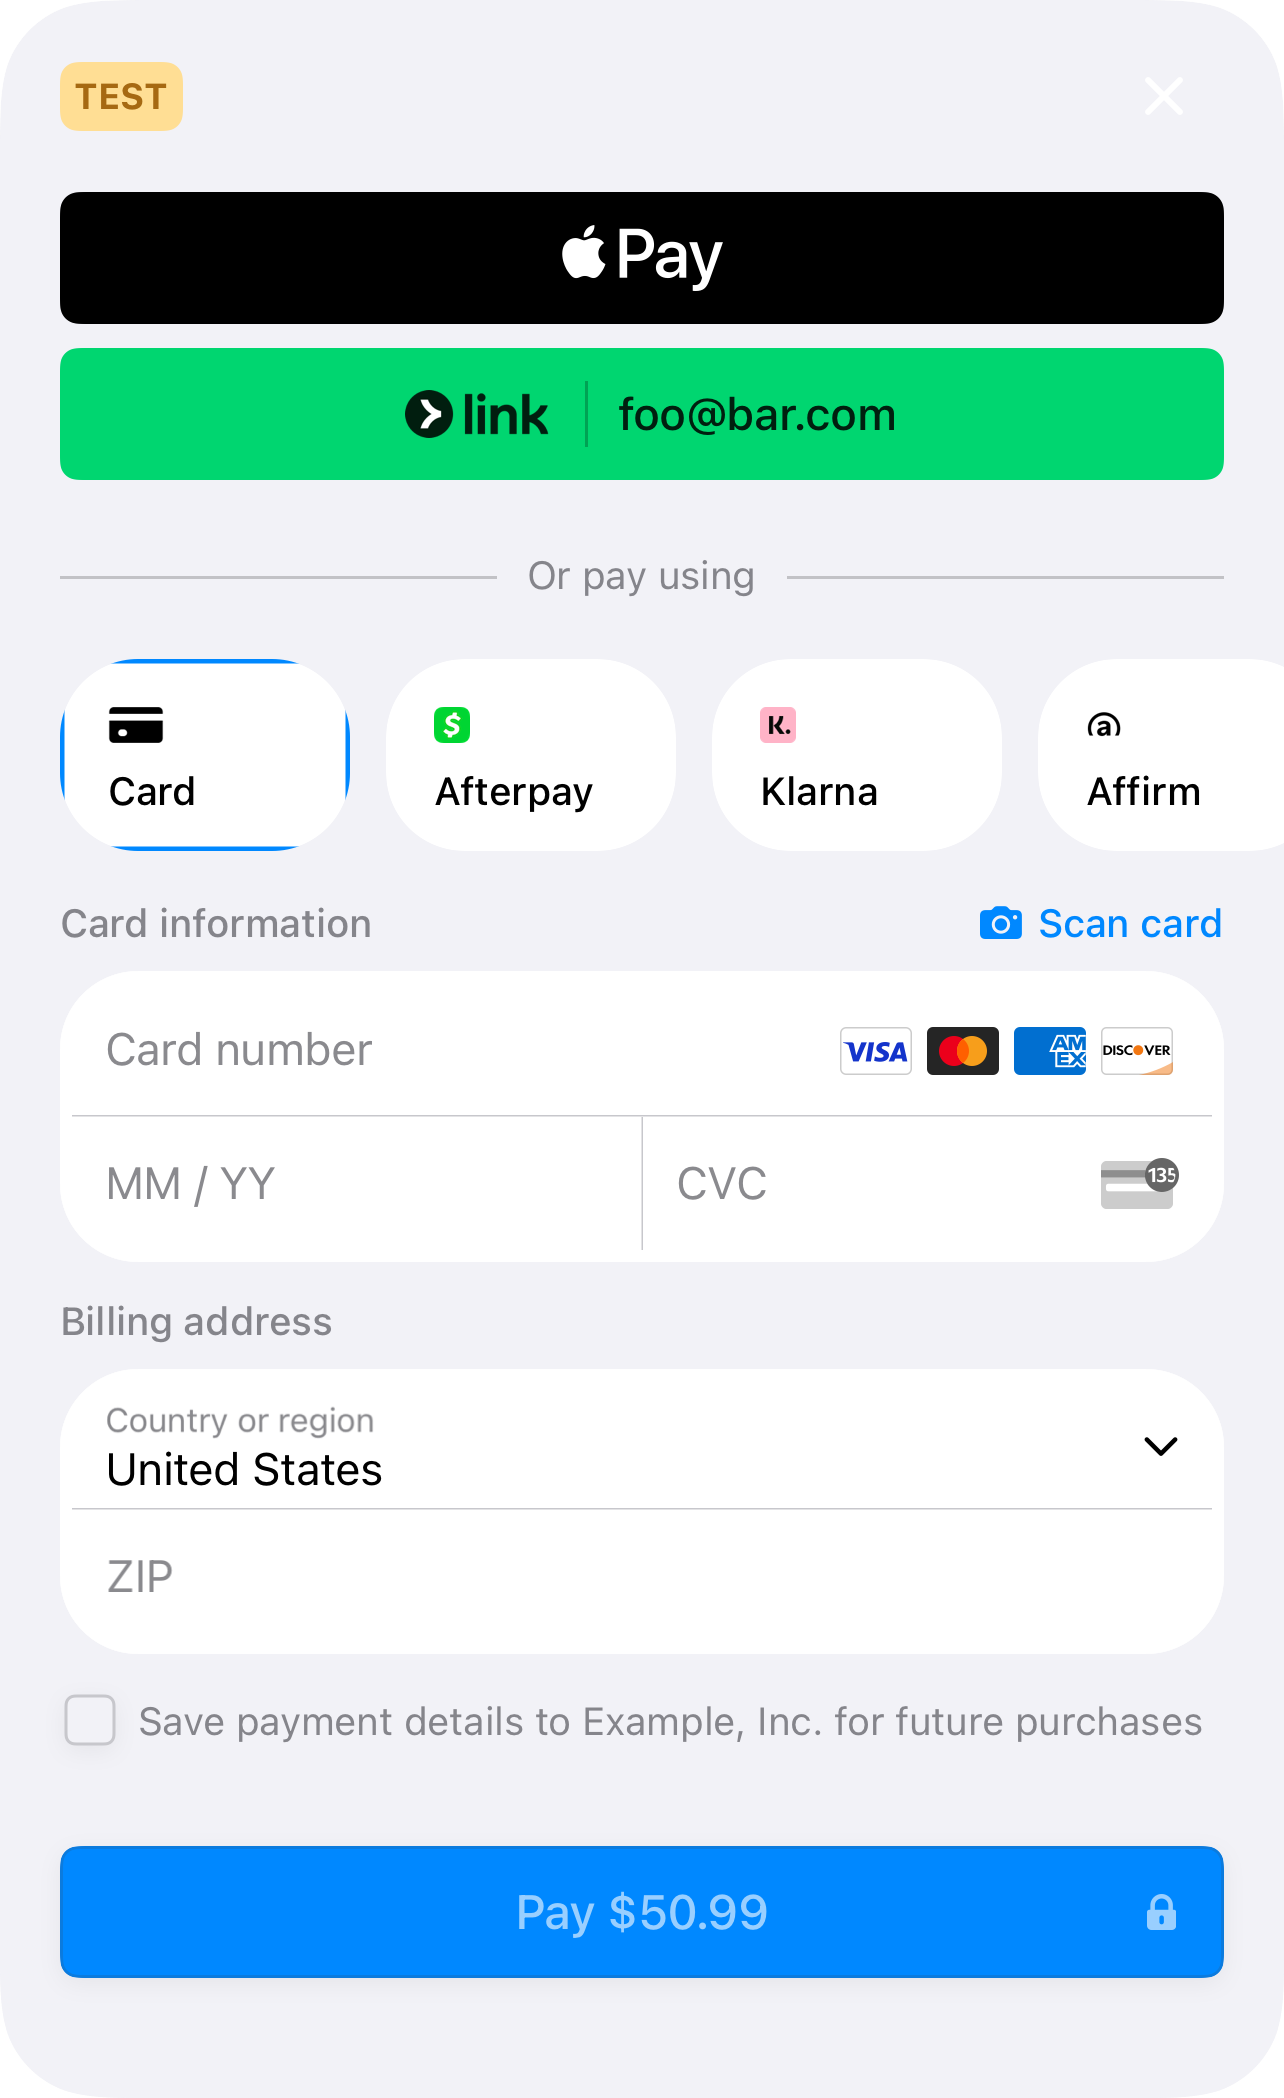 TEST
Pay
link | foo@bar.com
Or pay using
Card
$
Afterpay
K.
Klarna
a
Affirm
Card information
Scan card
Card number
VISA
AM
EX
DISCOVER
MM / YY
CVC
135
Billing address
Country or region
United States
ZIP
Save payment details to Example, Inc. for future purchases
Pay $50.99